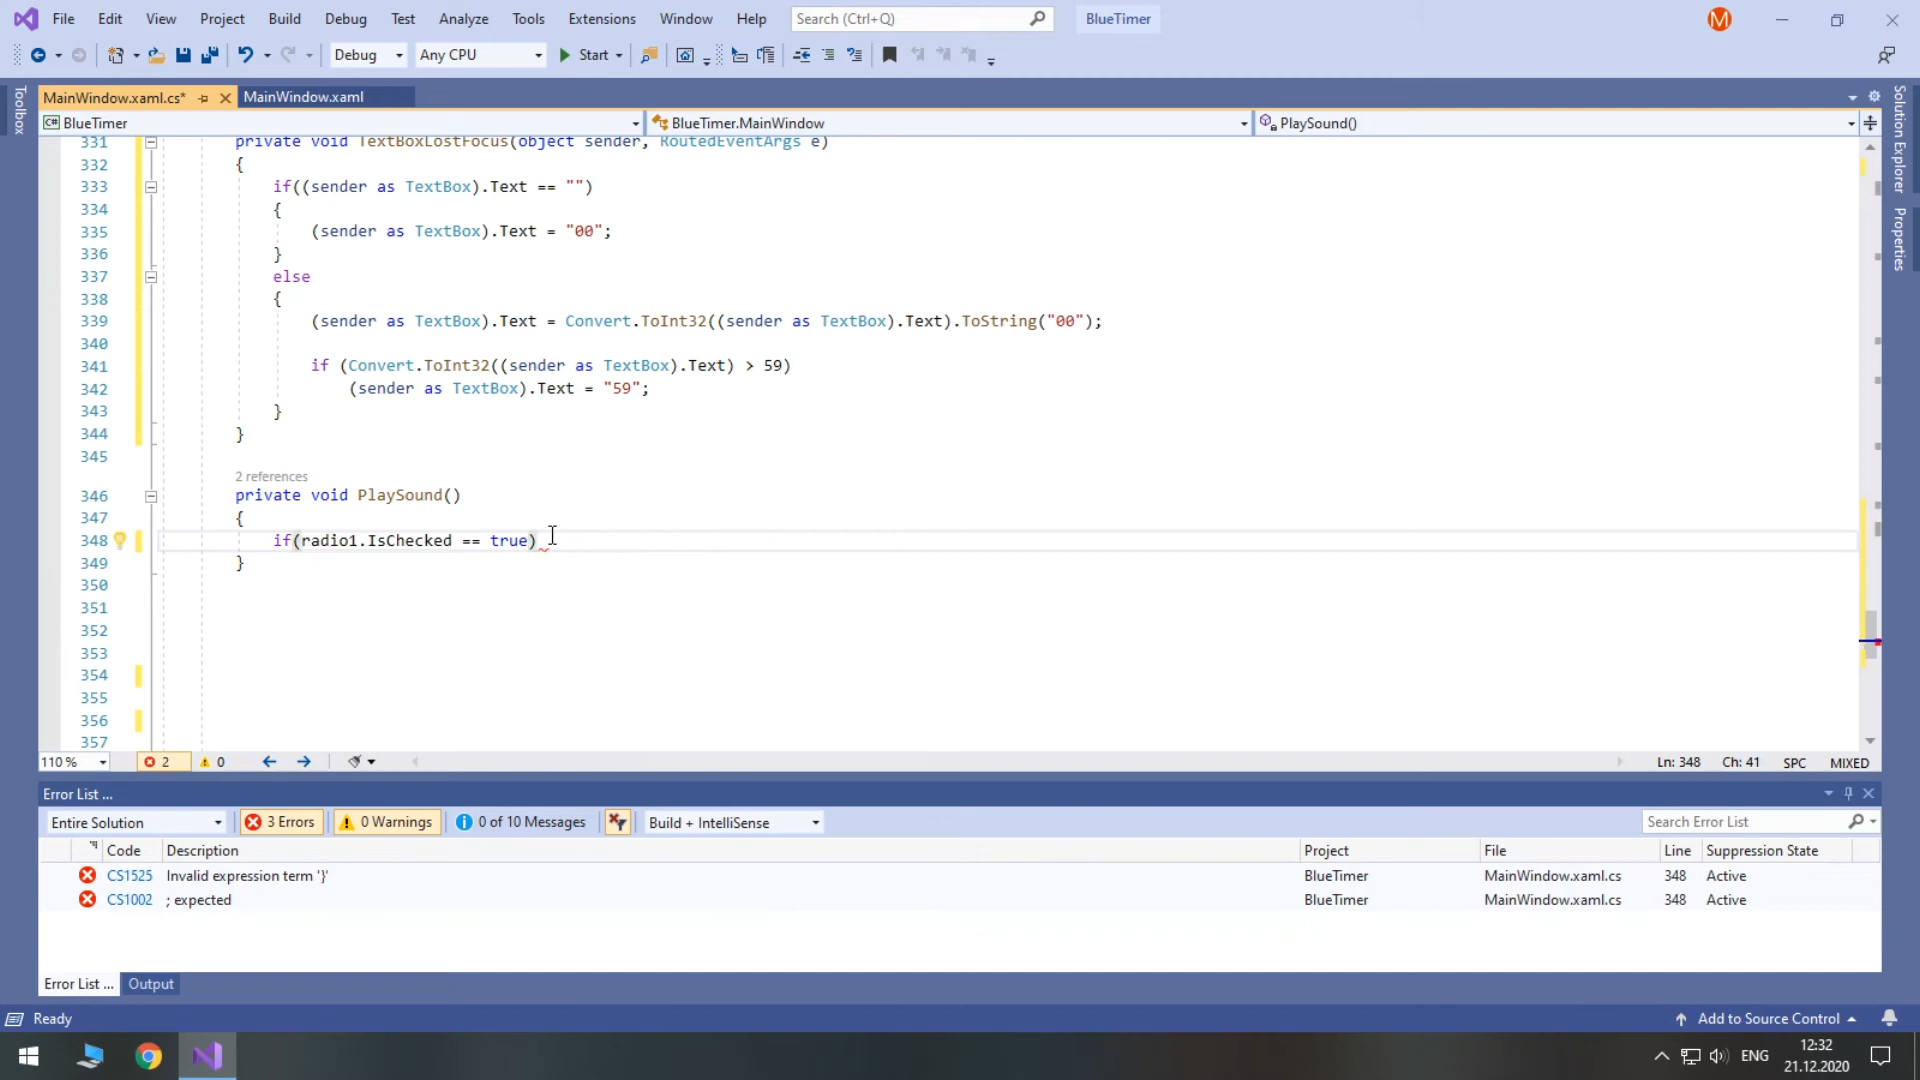 File Edit View Project Build Debug Test Analyze Tools Extensions Window Help Search (Ctrl+Q) BlueTimer M
Debug Any CPU Start
Toolbox
MainWindow.xaml.cs* MainWindow.xaml
C# BlueTimer BlueTimer.MainWindow PlaySound()
Solution Explorer
Properties
331 private void TextBoxLostFocus(object sender, RoutedEventArgs e)
332 {
333 if((sender as TextBox).Text == "")
334 {
335 (sender as TextBox).Text = "00";
336 }
337 else
338 {
339 (sender as TextBox).Text = Convert.ToInt32((sender as TextBox).Text).ToString("00");
340
341 if (Convert.ToInt32((sender as TextBox).Text) > 59)
342 (sender as TextBox).Text = "59";
343 }
344 }
345
2 references
346 private void PlaySound()
347 {
348 if(radio1.IsChecked == true)
349 }
350
351
352
353
354
355
356
357
110 % 2 0 Ln: 348 Ch: 41 SPC MIXED
Error List ...
Entire Solution 3 Errors 0 Warnings 0 of 10 Messages Build + IntelliSense Search Error List
Code Description Project File Line Suppression State
CS1525 Invalid expression term '}' BlueTimer MainWindow.xaml.cs 348 Active
CS1002 ; expected BlueTimer MainWindow.xaml.cs 348 Active
Error List ... Output
Ready Add to Source Control
ENG 12:32
21.12.2020